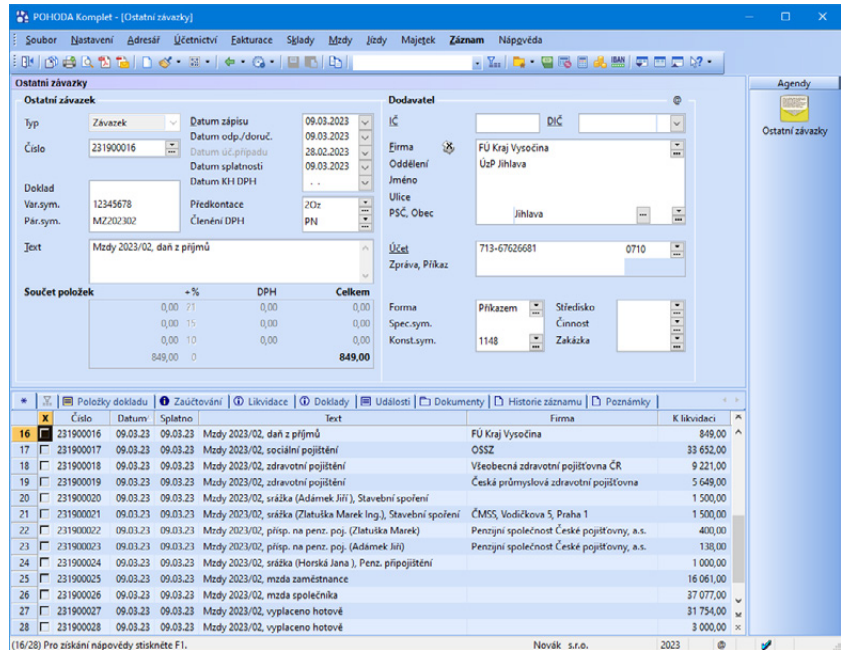 POHODA Komplet - [Ostatní závazky]
Soubor Nastavení Adresář Účetnictví Fakturace Sklady Mzdy Jízdy Majetek Záznam Nápověda
IBAN
Ostatní závazky
Agendy
Ostatní závazky
Ostatní závazek
Typ Závazek
Číslo 231900016
Doklad
Var.sym. 12345678
Pár.sym. MZ202302
Datum zápisu 09.03.2023
Datum odp./doruč. 09.03.2023
Datum úč.případu 28.02.2023
Datum splatnosti 09.03.2023
Datum KH DPH . .
Předkontace 2Oz
Členění DPH PN
Text Mzdy 2023/02, daň z příjmů
Součet položek +% DPH Celkem
0,00 21 0,00 0,00
0,00 15 0,00 0,00
0,00 10 0,00 0,00
849,00 0 849,00
Dodavatel @
IČ DIČ
Firma FÚ Kraj Vysočina
Oddělení ÚzP Jihlava
Jméno
Ulice
PSČ, Obec Jihlava
Účet 713-67626681 0710
Zpráva, Příkaz
Forma Příkazem Středisko
Spec.sym. Činnost
Konst.sym. 1148 Zakázka
Položky dokladu Zaúčtování Likvidace Doklady Události Dokumenty Historie záznamu Poznámky
X Číslo Datum Splatno Text Firma K likvidaci
16 231900016 09.03.23 09.03.23 Mzdy 2023/02, daň z příjmů FÚ Kraj Vysočina 849,00
17 231900017 09.03.23 09.03.23 Mzdy 2023/02, sociální pojištění OSSZ 33 652,00
18 231900018 09.03.23 09.03.23 Mzdy 2023/02, zdravotní pojištění Všeobecná zdravotní pojišťovna ČR 9 221,00
19 231900019 09.03.23 09.03.23 Mzdy 2023/02, zdravotní pojištění Česká průmyslová zdravotní pojišťovna 5 649,00
20 231900020 09.03.23 09.03.23 Mzdy 2023/02, srážka (Adámek Jiří ), Stavební spoření 1 500,00
21 231900021 09.03.23 09.03.23 Mzdy 2023/02, srážka (Zlatuška Marek Ing.), Stavební spoření ČMSS, Vodičkova 5, Praha 1 1 500,00
22 231900022 09.03.23 09.03.23 Mzdy 2023/02, přísp. na penz. poj. (Zlatuška Marek) Penzijní společnost České pojišťovny, a.s. 400,00
23 231900023 09.03.23 09.03.23 Mzdy 2023/02, přísp. na penz. poj. (Adámek Jiří) Penzijní společnost České pojišťovny, a.s. 138,00
24 231900024 09.03.23 09.03.23 Mzdy 2023/02, srážka (Horská Jana ), Penz. připojištění 1 000,00
25 231900025 09.03.23 09.03.23 Mzdy 2023/02, mzda zaměstnance 16 061,00
26 231900026 09.03.23 09.03.23 Mzdy 2023/02, mzda společníka 37 077,00
27 231900027 09.03.23 09.03.23 Mzdy 2023/02, vyplaceno hotově 31 754,00
28 231900028 09.03.23 09.03.23 Mzdy 2023/02, vyplaceno hotově 3 000,00
(16/28) Pro získání nápovědy stiskněte F1. Novák s.r.o. 2023 @